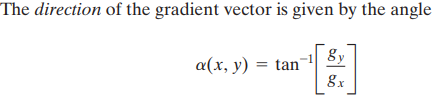 The direction of the gradient vector is given by the angle
α(x, y) = tan⁻¹[g_y / g_x]